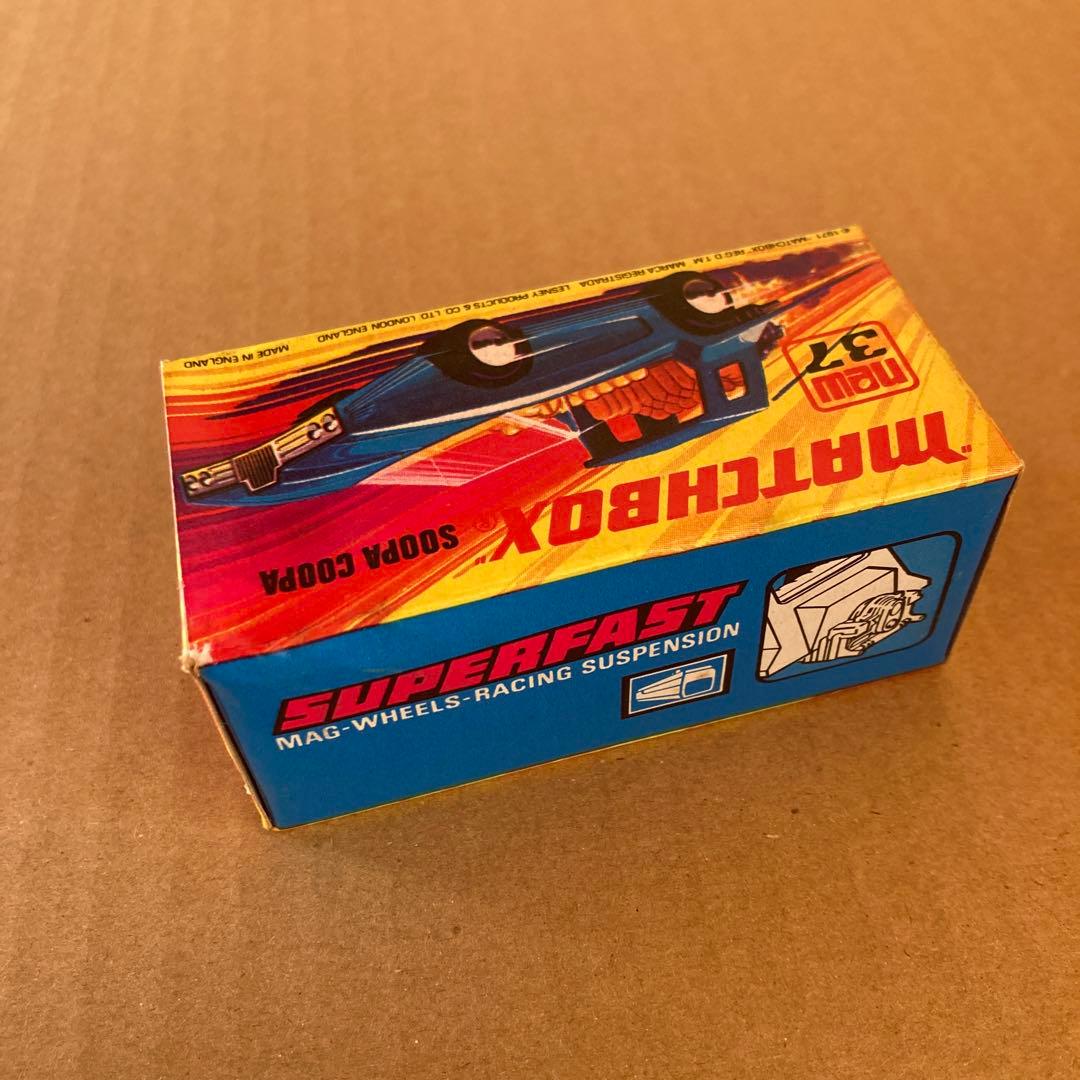 "MATCHBOX"
new
37
SOOPA COOPA
© 1971 "MATCHBOX" REG'D T.M. MARCA REGISTRADA LESNEY PRODUCTS & CO. LTD. LONDON ENGLAND MADE IN ENGLAND
SUPERFAST
MAG-WHEELS-RACING SUSPENSION